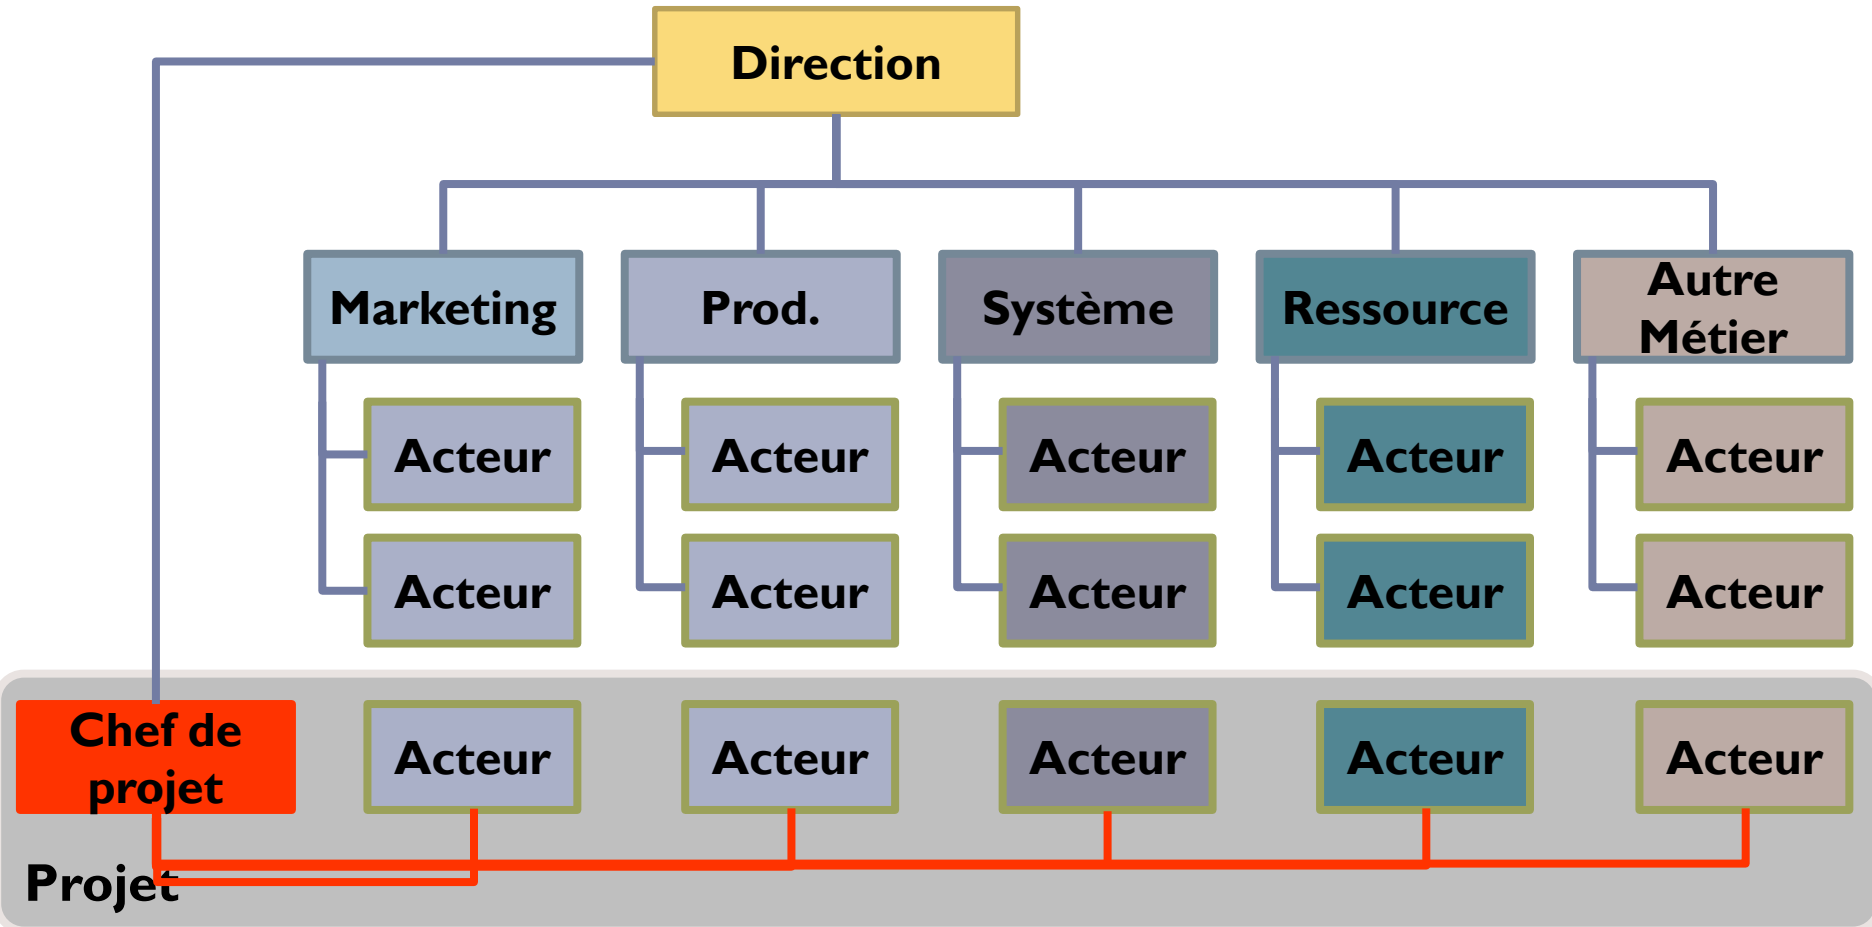 Direction
Marketing
Prod.
Système
Ressource
Autre
Métier
Acteur
Acteur
Acteur
Acteur
Acteur
Acteur
Acteur
Acteur
Acteur
Acteur
Chef de
projet
Acteur
Acteur
Acteur
Acteur
Acteur
Projet